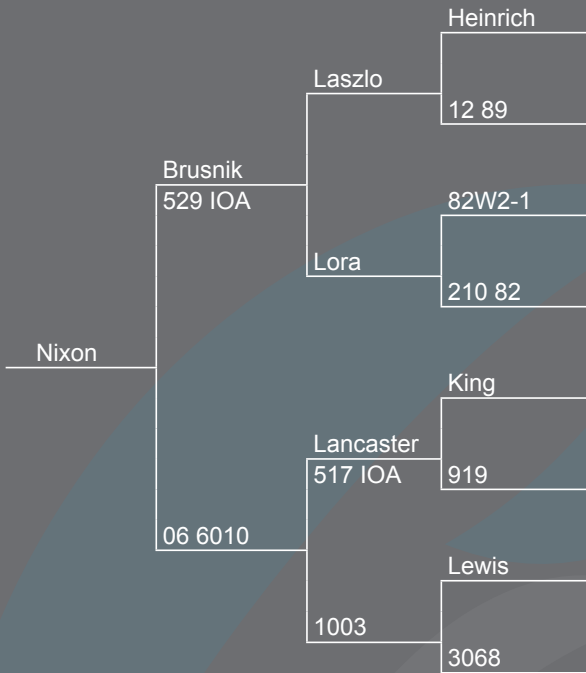 Heinrich
Laszlo
12 89
Brusnik
529 IOA
82W2-1
Lora
210 82
Nixon
King
Lancaster
517 IOA
919
06 6010
Lewis
1003
3068